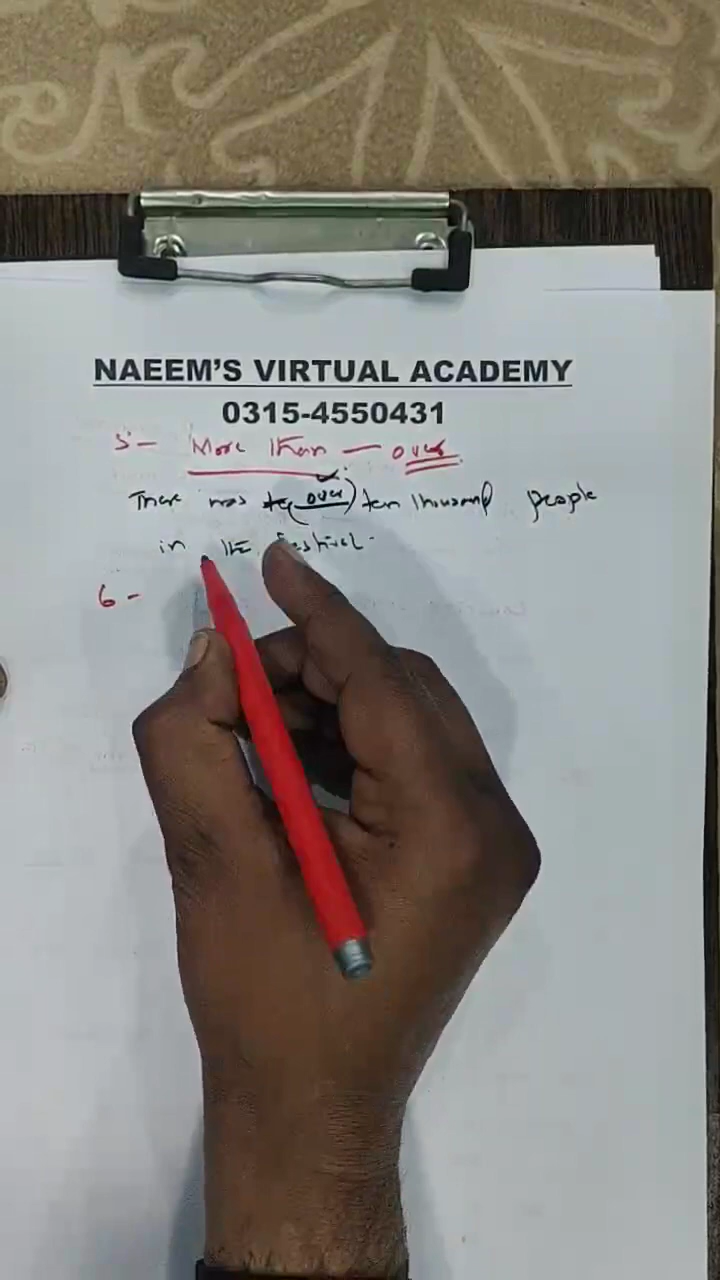 NAEEM'S VIRTUAL ACADEMY
0315-4550431
5- More than — over
There was (over) ten thousand people
in the festival.
6-